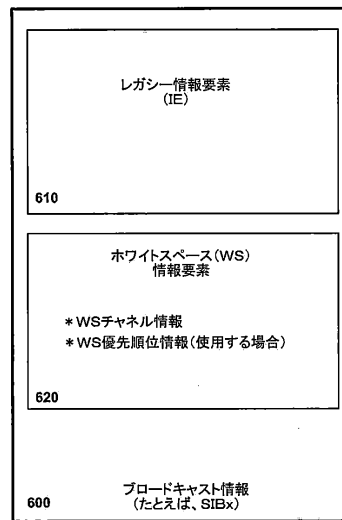 レガシー情報要素
(IE)
610
ホワイトスペース(WS)
情報要素
*WSチャネル情報
*WS優先順位情報(使用する場合)
620
ブロードキャスト情報
(たとえば、SIBx)
600